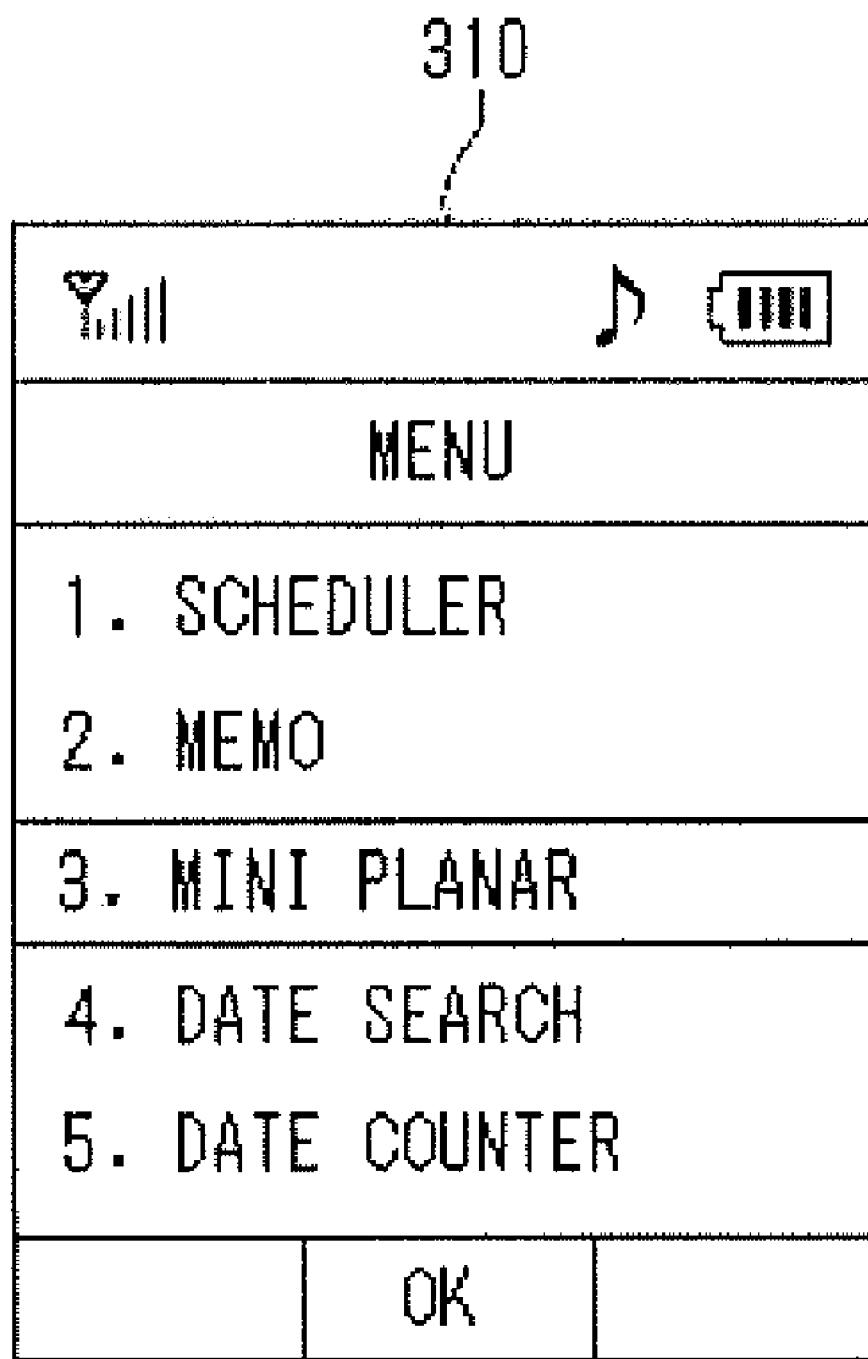 310
MENU
1. SCHEDULER
2. MEMO
3. MINI PLANAR
4. DATE SEARCH
5. DATE COUNTER
OK